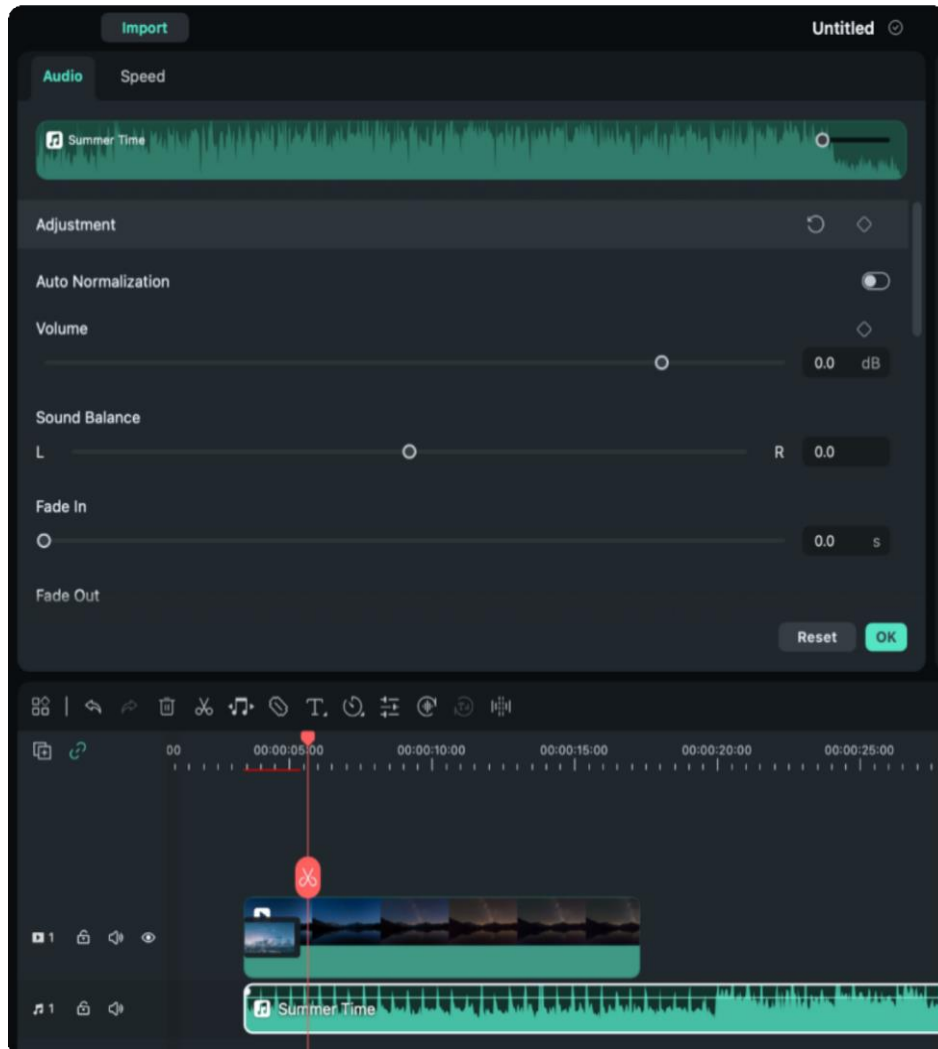 Import
Untitled
Audio Speed
Summer Time
Adjustment
Auto Normalization
Volume
0.0 dB
Sound Balance
L R 0.0
Fade In
0.0 s
Fade Out
Reset OK
00 00:00:05:00 00:00:10:00 00:00:15:00 00:00:20:00 00:00:25:00
1
1 Summer Time